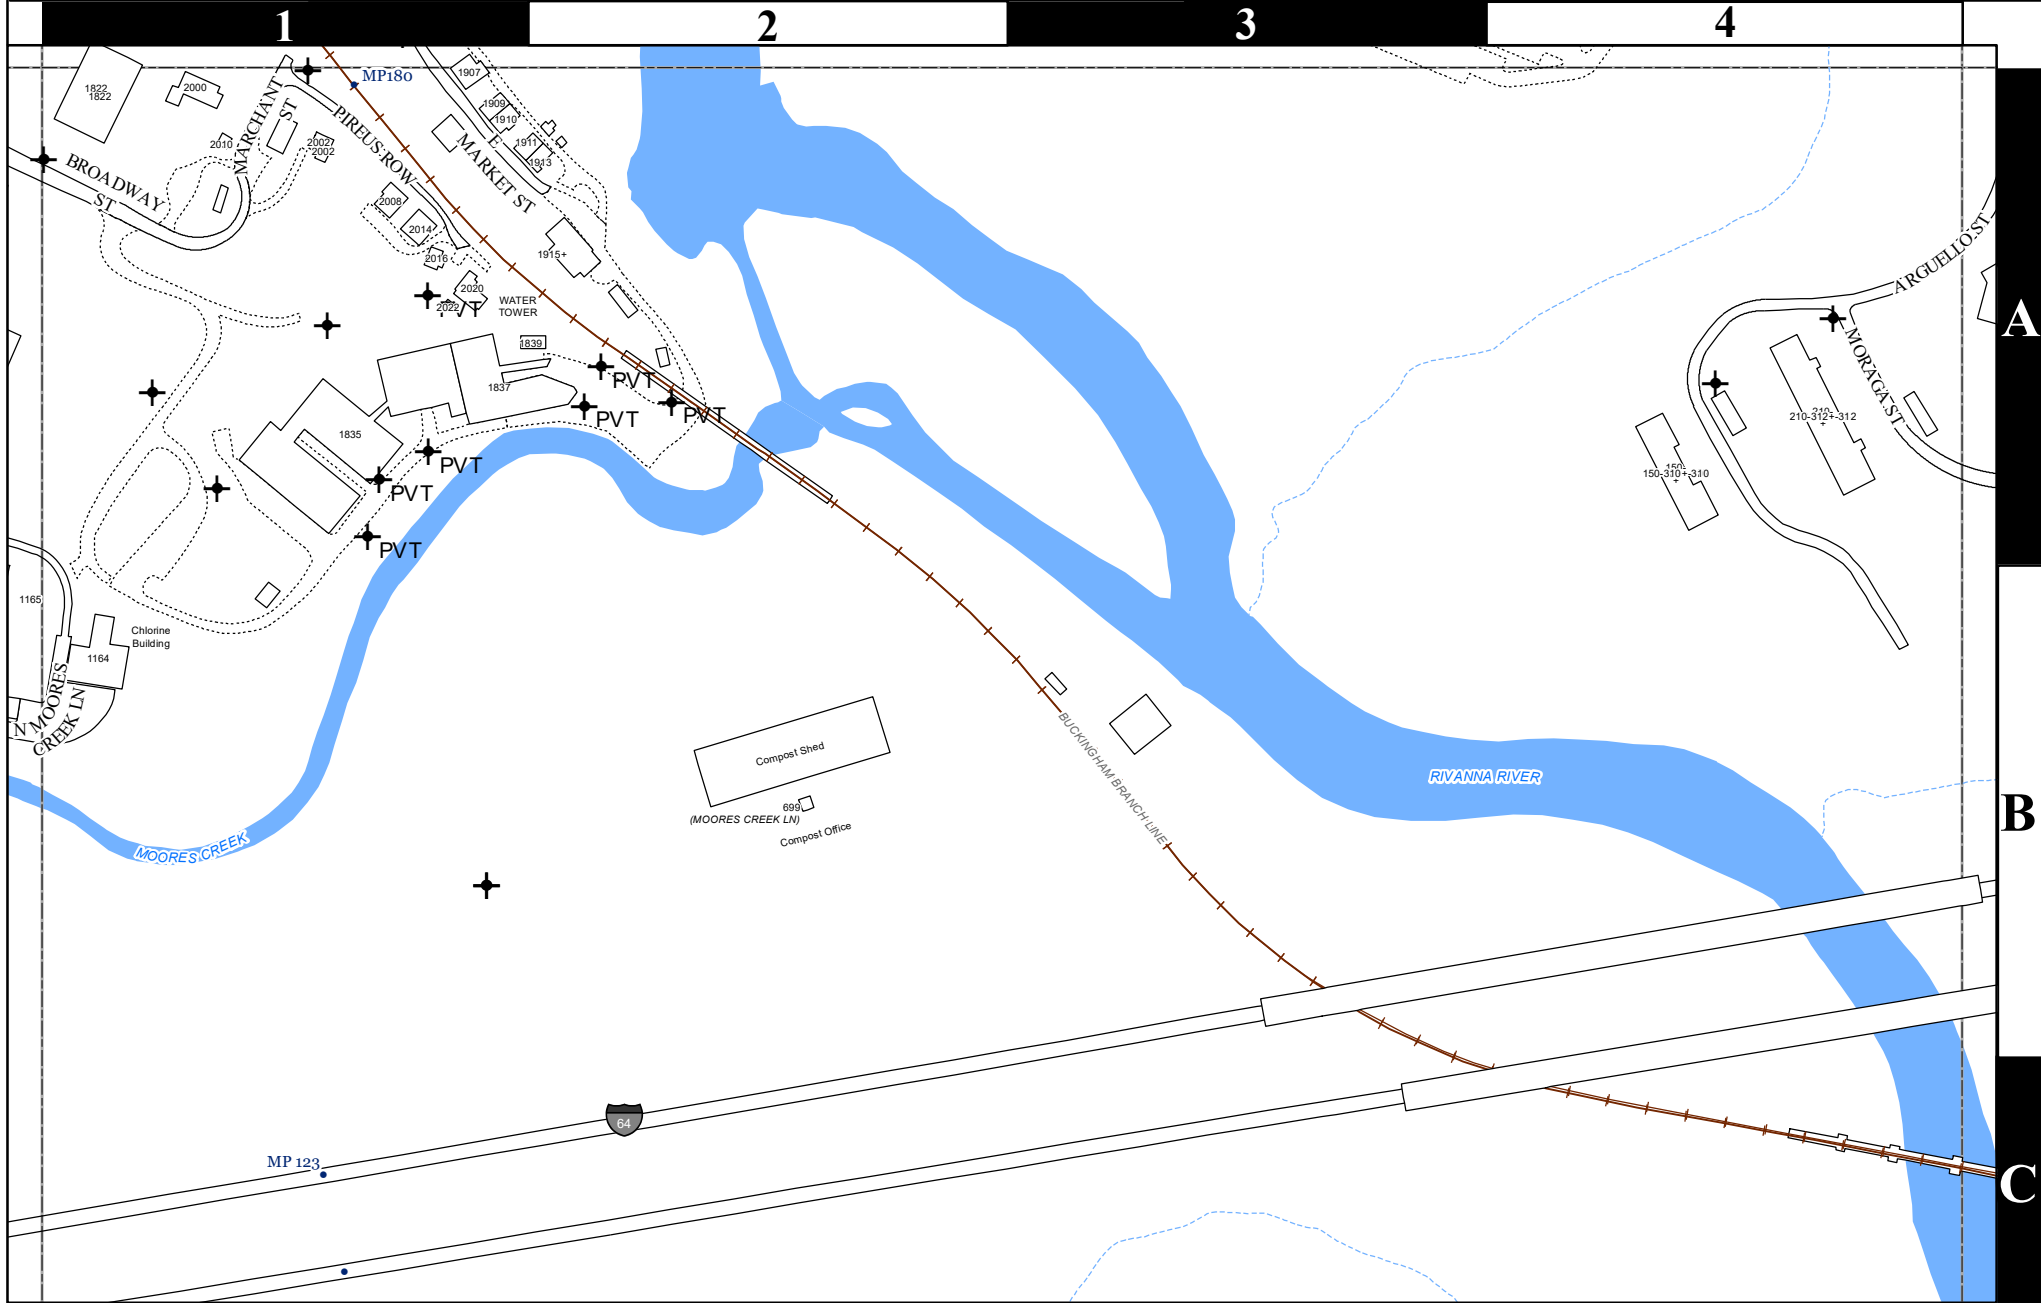 1
2
3
4
MP180
1907
1822
1822
2000
MARCHANT
ST
PIREUS ROW
1909
1910
E
MARKET ST
1911
1913
2010
2002
2002
BROADWAY
ST
2008
2014
2016
1915+
2020
2022
WATER
TOWER
PVT
ARGUELLO ST
A
MORAGA ST
1839
1837
PVT
PVT
PVT
210-312+-312
+
1835
PVT
PVT
150-310+-310
+
PVT
1165
Chlorine
Building
1164
MOORES
CREEK LN
N
Compost Shed
699
(MOORES CREEK LN)
Compost Office
BUCKINGHAM BRANCH LINE
RIVANNA RIVER
B
MOORES CREEK
64
MP 123
C